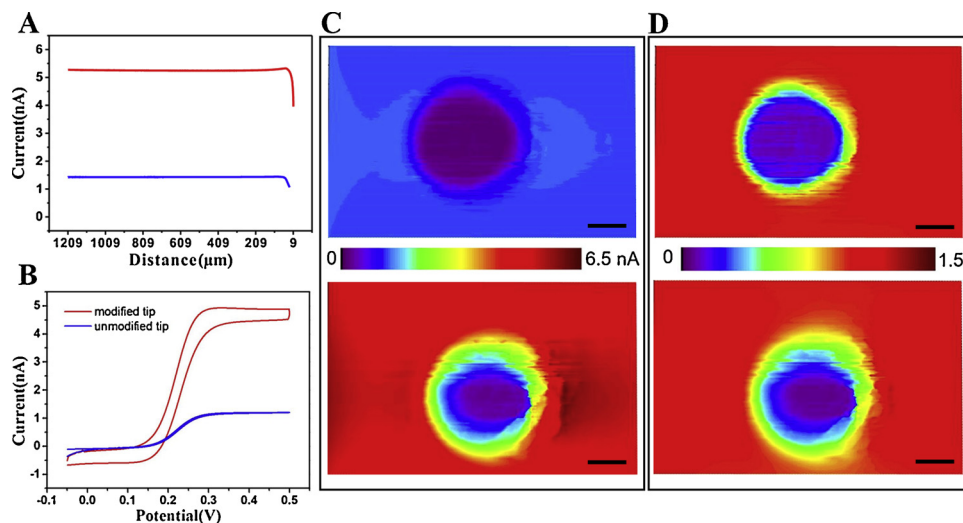 A
6
5
4
3
2
1
0
Current(nA)
1209 1009 809 609 409 209 9
Distance(μm)
B
modified tip
unmodified tip
5
4
3
2
1
0
-1
Current(nA)
-0.1 0.0 0.1 0.2 0.3 0.4 0.5
Potential(V)
C
0 6.5 nA
D
0 1.5